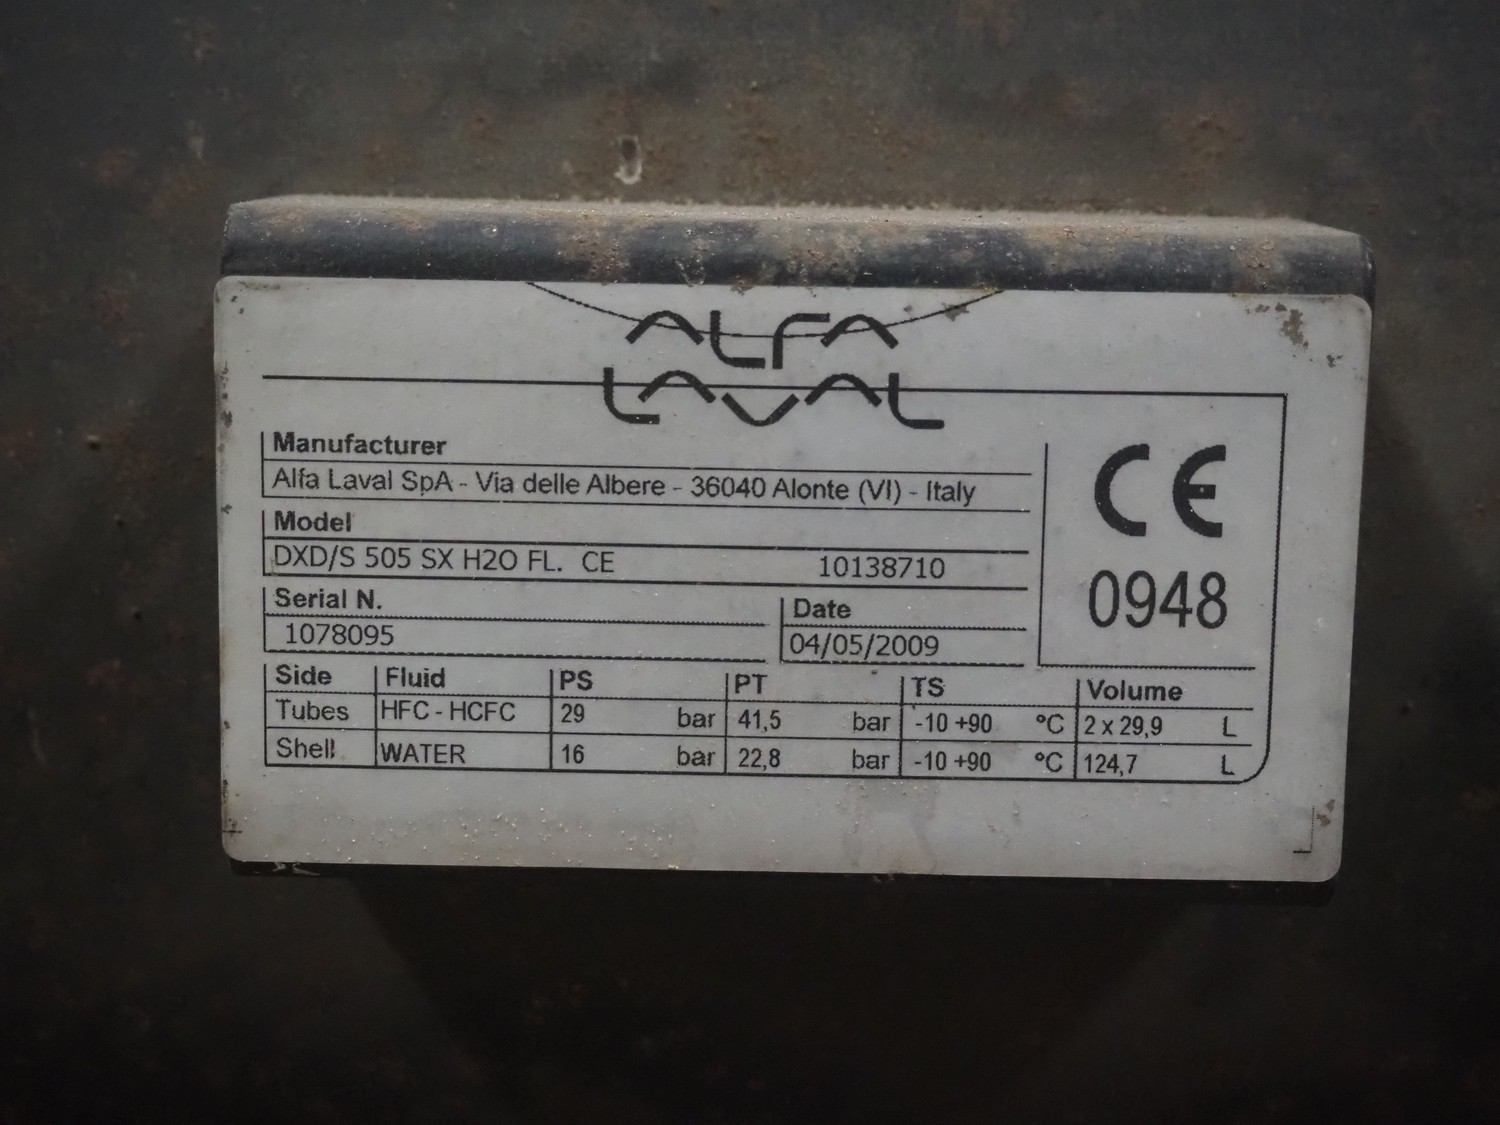 ALFA
LAVAL
Manufacturer
Alfa Laval SpA - Via delle Albere - 36040 Alonte (VI) - Italy
Model
DXD/S 505 SX H2O FL. CE 10138710
Serial N. Date
1078095 04/05/2009
CE
0948
Side Fluid PS PT TS Volume
Tubes HFC - HCFC 29 bar 41,5 bar -10 +90 °C 2 x 29,9 L
Shell WATER 16 bar 22,8 bar -10 +90 °C 124,7 L